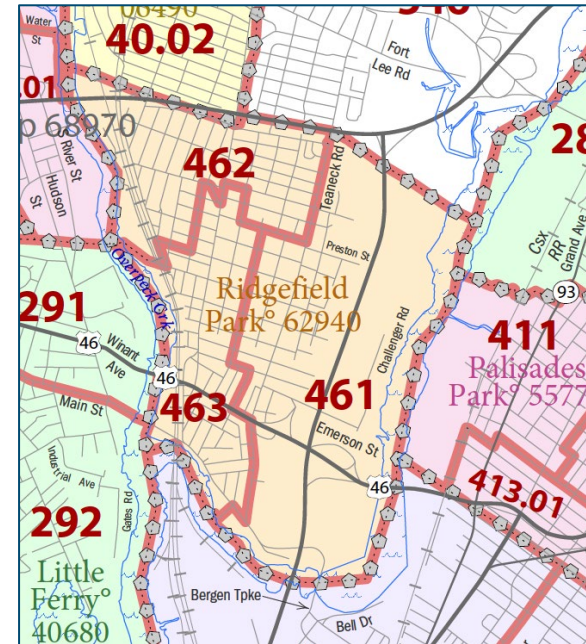 06490
40.02
Water
St
.01
p 68970
S River St
Hudson
St
Fort
Lee Rd
462
Teaneck Rd
28
Csx
RR
Grand Ave
93
Preston St
Overpeck Crk
Ridgefield
Park° 62940
291
46
Winant
Ave
46
Challenger Rd
411
Palisades
Park° 5577
Main St
463
461
Emerson St
46
413.01
Industrial Ave
Gates Rd
292
Little
Ferry°
40680
Bergen Tpke
Bell Dr